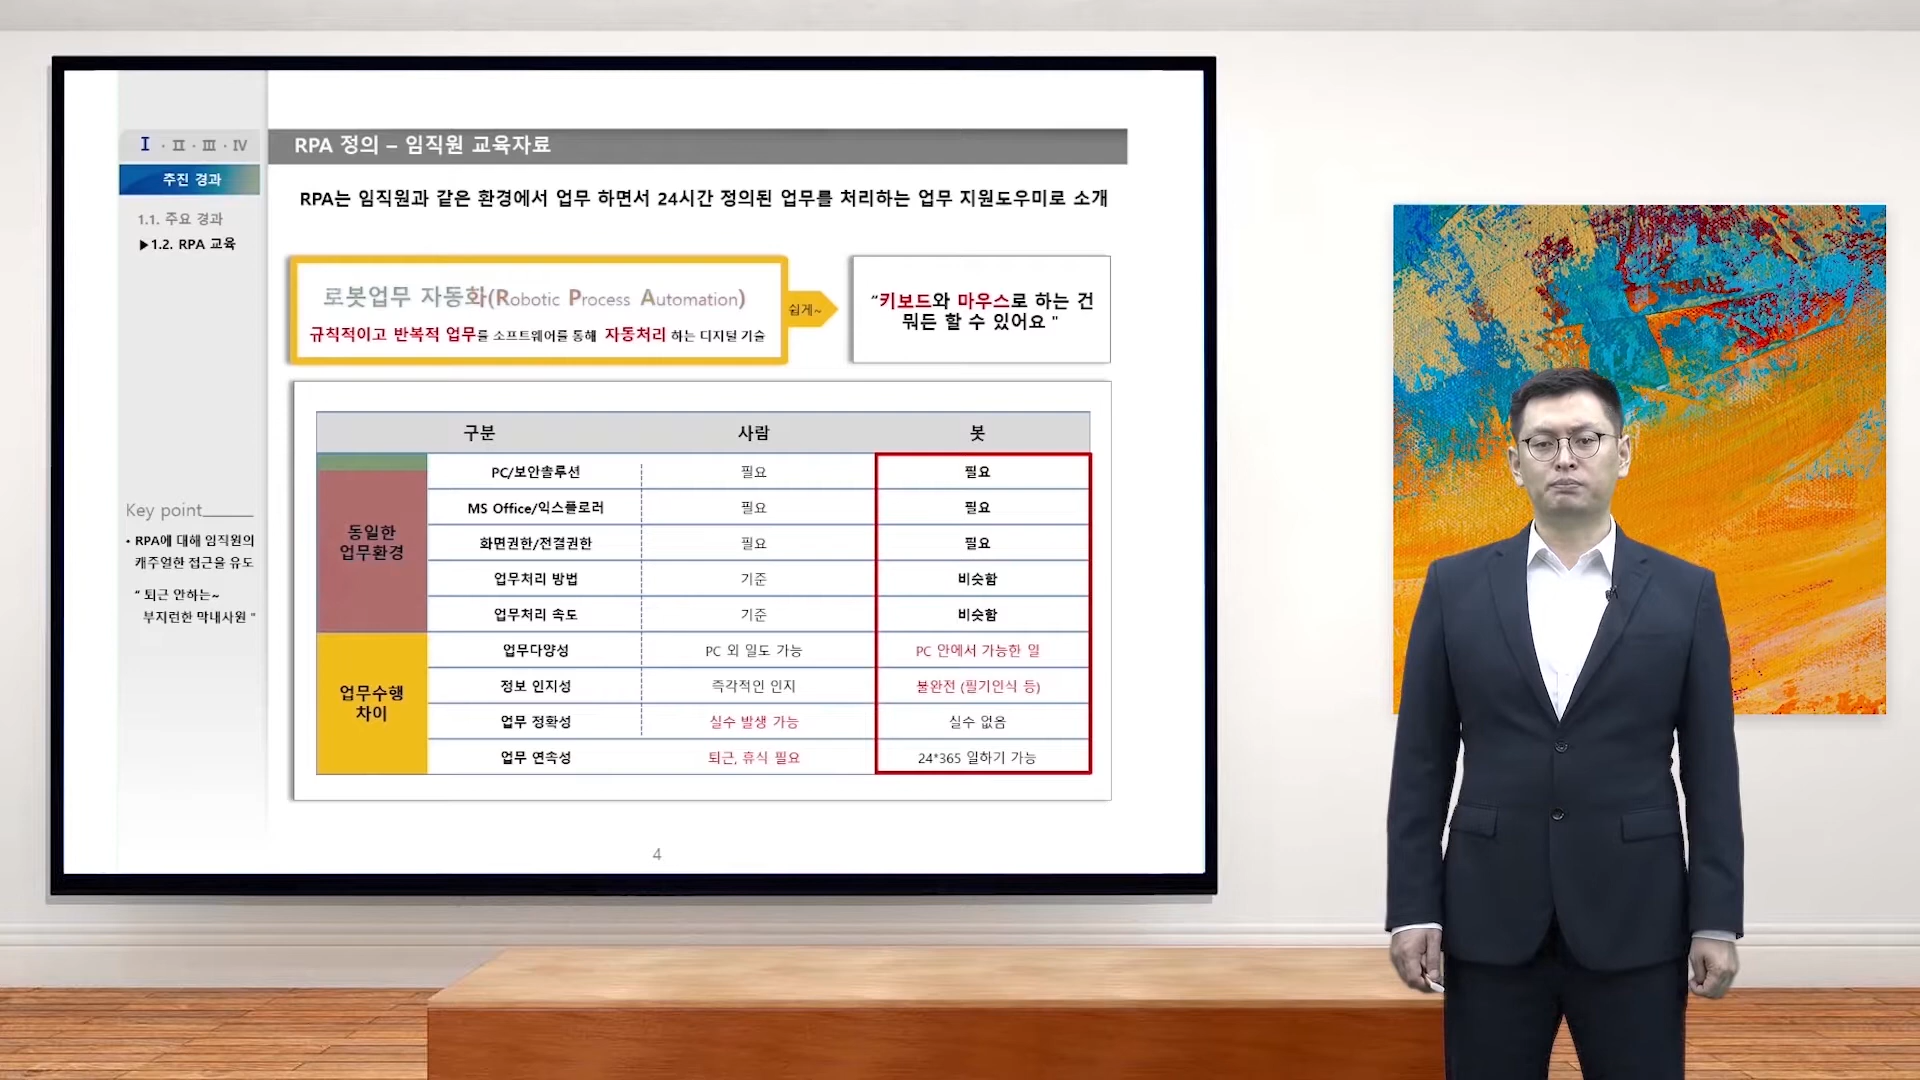 I · II · III · IV
추진 경과
1.1. 주요 경과
▶1.2. RPA 교육
Key point
• RPA에 대해 임직원의
캐주얼한 접근을 유도
“ 퇴근 안하는~
부지런한 막내사원 "
RPA 정의 – 임직원 교육자료
RPA는 임직원과 같은 환경에서 업무 하면서 24시간 정의된 업무를 처리하는 업무 지원도우미로 소개
로봇업무 자동화(Robotic Process Automation)
규칙적이고 반복적 업무를 소프트웨어를 통해 자동처리 하는 디지털 기술
쉽게~
“키보드와 마우스로 하는 건
뭐든 할 수 있어요 "
구분 사람 봇
동일한
업무환경
PC/보안솔루션 필요 필요
MS Office/익스플로러 필요 필요
화면권한/전결권한 필요 필요
업무처리 방법 기준 비슷함
업무처리 속도 기준 비슷함
업무수행
차이
업무다양성 PC 외 일도 가능 PC 안에서 가능한 일
정보 인지성 즉각적인 인지 불완전 (필기인식 등)
업무 정확성 실수 발생 가능 실수 없음
업무 연속성 퇴근, 휴식 필요 24*365 일하기 가능
4